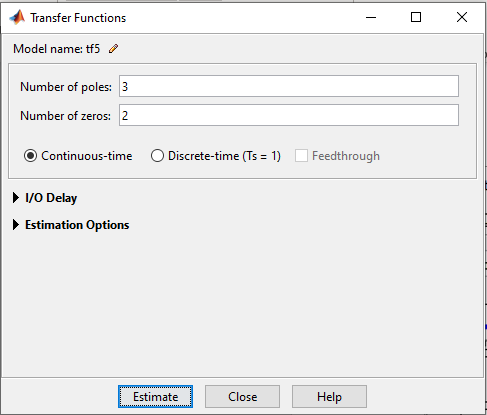 Transfer Functions
Model name: tf5
Number of poles: 3
Number of zeros: 2
Continuous-time Discrete-time (Ts = 1) Feedthrough
I/O Delay
Estimation Options
Estimate Close Help